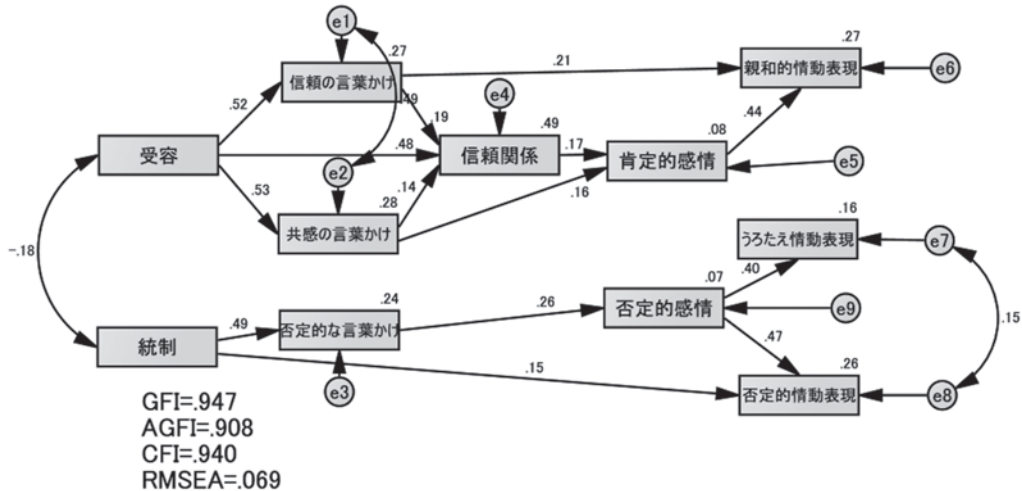 e1
.27
信頼の言葉かけ
.21
.27
親和的情動表現
e6
.52
.49
.19
e4
.44
.49
.08
受容
.48
信頼関係
.17
肯定的感情
e5
e2
.14
.16
.53
.28
共感の言葉かけ
.16
うろたえ情動表現
e7
-.18
.24
.26
.07
.40
否定的感情
e9
.49
否定的な言葉かけ
.15
統制
.47
.15
.26
e3
否定的情動表現
e8
GFI=.947
AGFI=.908
CFI=.940
RMSEA=.069